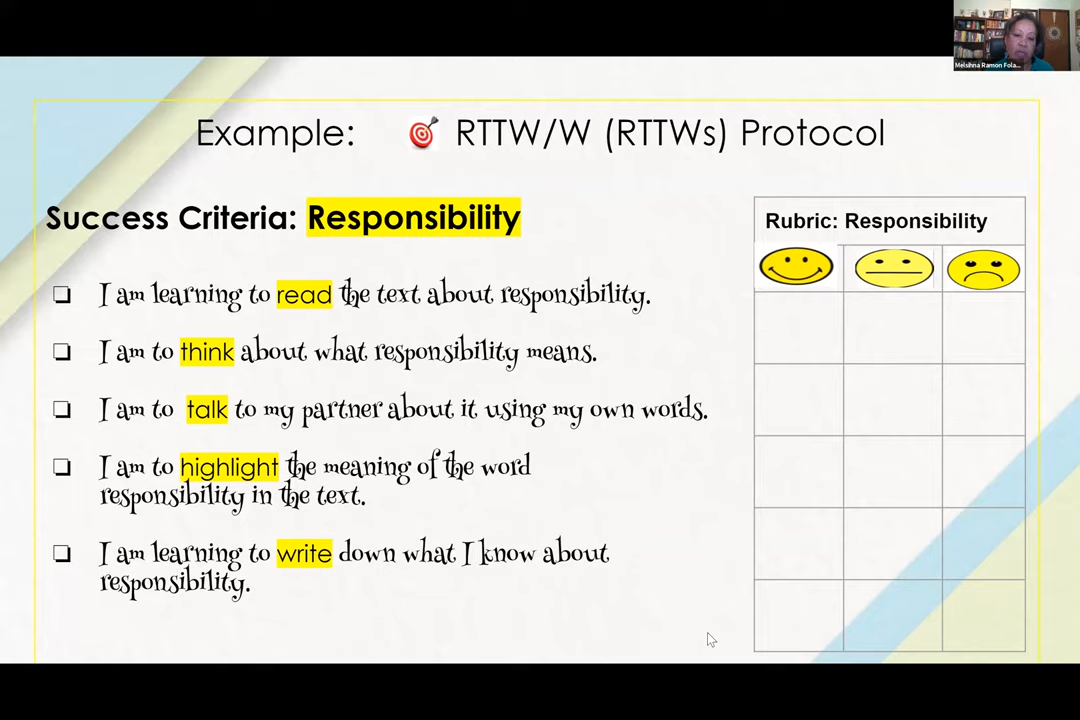 Melshna Ramon Fola...
Example: RTTW/W (RTTWs) Protocol
Success Criteria: Responsibility
I am learning to read the text about responsibility.
I am to think about what responsibility means.
I am to talk to my partner about it using my own words.
I am to highlight the meaning of the word
responsibility in the text.
I am learning to write down what I know about
responsibility.
Rubric: Responsibility